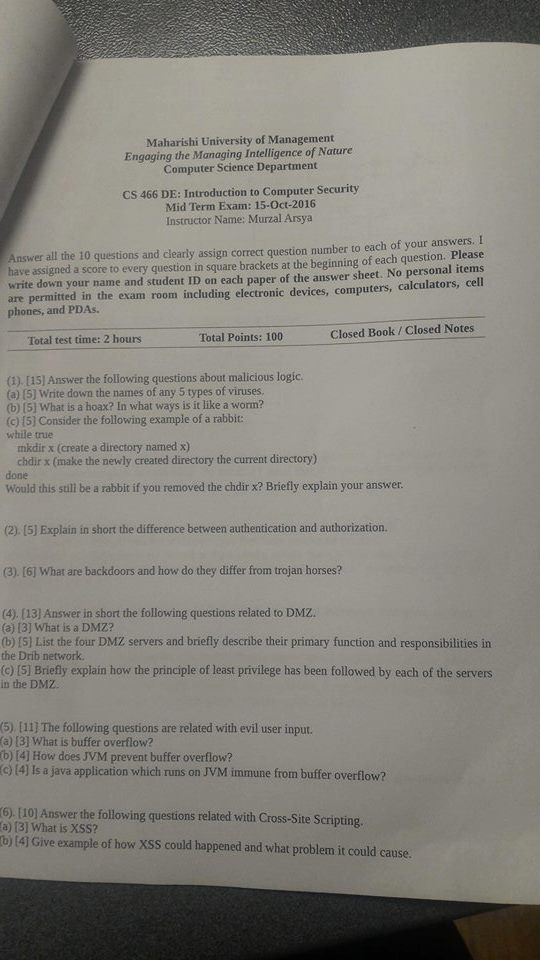 Maharishi University of Management
Engaging the Managing Intelligence of Nature
Computer Science Department
CS 466 DE: Introduction to Computer Security
Mid Term Exam: 15-Oct-2016
Instructor Name: Murzal Arsya
Answer all the 10 questions and clearly assign correct question number to each of your answers. I
have assigned a score to every question in square brackets at the beginning of each question. Please
write down your name and student ID on each paper of the answer sheet. No personal items
are permitted in the exam room including electronic devices, computers, calculators, cell
phones, and PDAs.
Total test time: 2 hours Total Points: 100 Closed Book / Closed Notes
(1). [15] Answer the following questions about malicious logic.
(a) [5] Write down the names of any 5 types of viruses.
(b) [5] What is a hoax? In what ways is it like a worm?
(c) [5] Consider the following example of a rabbit:
while true
mkdir x (create a directory named x)
chdir x (make the newly created directory the current directory)
done
Would this still be a rabbit if you removed the chdir x? Briefly explain your answer.
(2). [5] Explain in short the difference between authentication and authorization.
(3). [6] What are backdoors and how do they differ from trojan horses?
(4). [13] Answer in short the following questions related to DMZ.
(a) [3] What is a DMZ?
(b) [5] List the four DMZ servers and briefly describe their primary function and responsibilities in
the Drib network.
(c) [5] Briefly explain how the principle of least privilege has been followed by each of the servers
in the DMZ.
(5). [11] The following questions are related with evil user input.
(a) [3] What is buffer overflow?
(b) [4] How does JVM prevent buffer overflow?
(c) [4] Is a java application which runs on JVM immune from buffer overflow?
(6). [10] Answer the following questions related with Cross-Site Scripting.
(a) [3] What is XSS?
(b) [4] Give example of how XSS could happened and what problem it could cause.